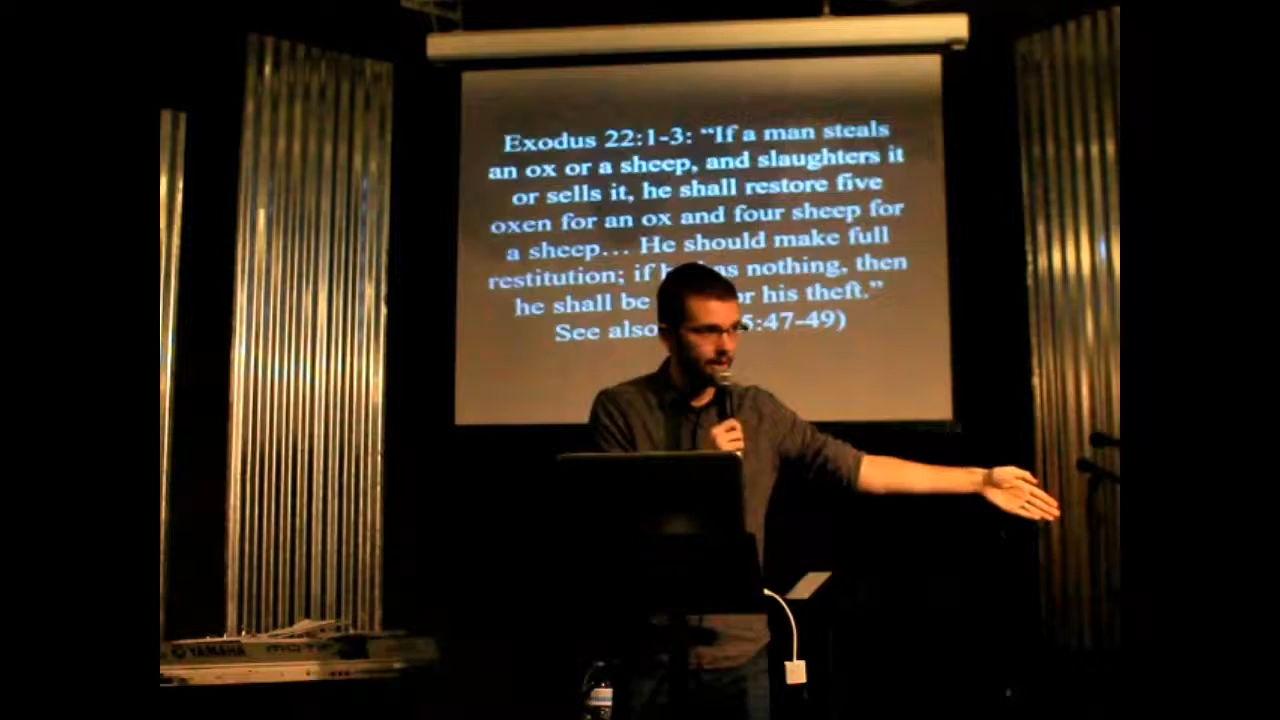 Exodus 22:1-3: “If a man steals
an ox or a sheep, and slaughters it
or sells it, he shall restore five
oxen for an ox and four sheep for
a sheep… He should make full
restitution; if has nothing, then
he shall be his theft.”
See also 5:47-49)
YAMAHA